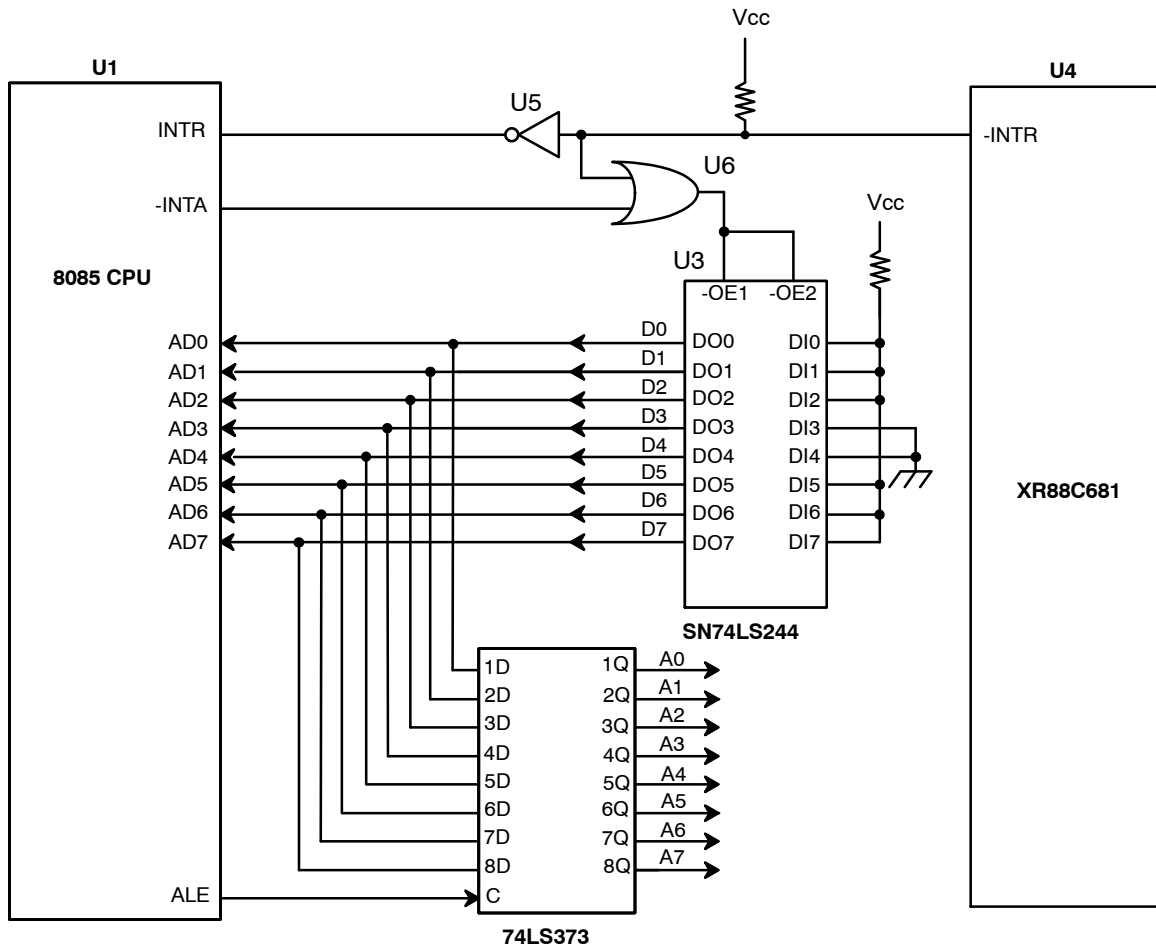 Vcc
U1
U4
U5
INTR
-INTR
U6
-INTA
Vcc
8085 CPU
U3
-OE1
-OE2
AD0
D0
DO0
DI0
AD1
D1
DO1
DI1
AD2
D2
DO2
DI2
AD3
D3
DO3
DI3
AD4
D4
DO4
DI4
AD5
D5
DO5
DI5
AD6
D6
DO6
DI6
AD7
D7
DO7
DI7
XR88C681
SN74LS244
1D
1Q
A0
2D
2Q
A1
3D
3Q
A2
4D
4Q
A3
5D
5Q
A4
6D
6Q
A5
7D
7Q
A6
8D
8Q
A7
ALE
C
74LS373